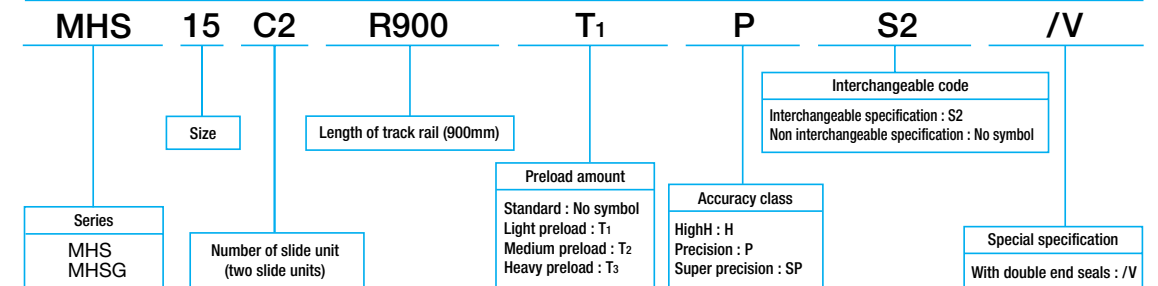 MHS 15 C2 R900 T1 P S2 /V
Interchangeable code
Interchangeable specification : S2
Non interchangeable specification : No symbol
Size
Length of track rail (900mm)
Preload amount
Standard : No symbol
Light preload : T1
Medium preload : T2
Heavy preload : T3
Accuracy class
HighH : H
Precision : P
Super precision : SP
Series
MHS
MHSG
Number of slide unit
(two slide units)
Special specification
With double end seals : /V